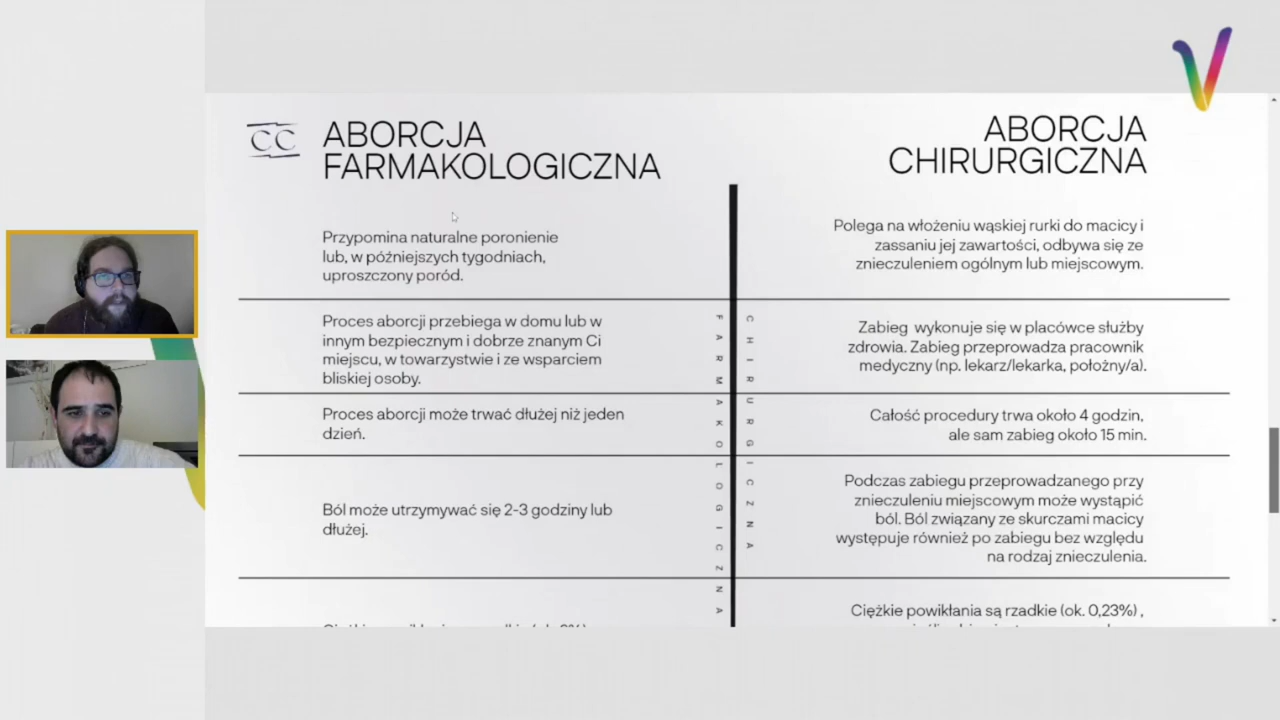 CC
ABORCJA
FARMAKOLOGICZNA
ABORCJA
CHIRURGICZNA
Przypomina naturalne poronienie
lub, w późniejszych tygodniach,
uproszczony poród.
Polega na włożeniu wąskiej rurki do macicy i
zassaniu jej zawartości, odbywa się ze
znieczuleniem ogólnym lub miejscowym.
Proces aborcji przebiega w domu lub w
innym bezpiecznym i dobrze znanym Ci
miejscu, w towarzystwie i ze wsparciem
bliskiej osoby.
FARMAKOLOGICZNA
CHIRURGICZNA
Zabieg wykonuje się w placówce służby
zdrowia. Zabieg przeprowadza pracownik
medyczny (np. lekarz/lekarka, położny/a).
Proces aborcji może trwać dłużej niż jeden
dzień.
Całość procedury trwa około 4 godzin,
ale sam zabieg około 15 min.
Ból może utrzymywać się 2-3 godziny lub
dłużej.
Podczas zabiegu przeprowadzanego przy
znieczuleniu miejscowym może wystąpić
ból. Ból związany ze skurczami macicy
występuje również po zabiegu bez względu
na rodzaj znieczulenia.
Ciężkie powikłania są rzadkie (ok. 0,23%) ,